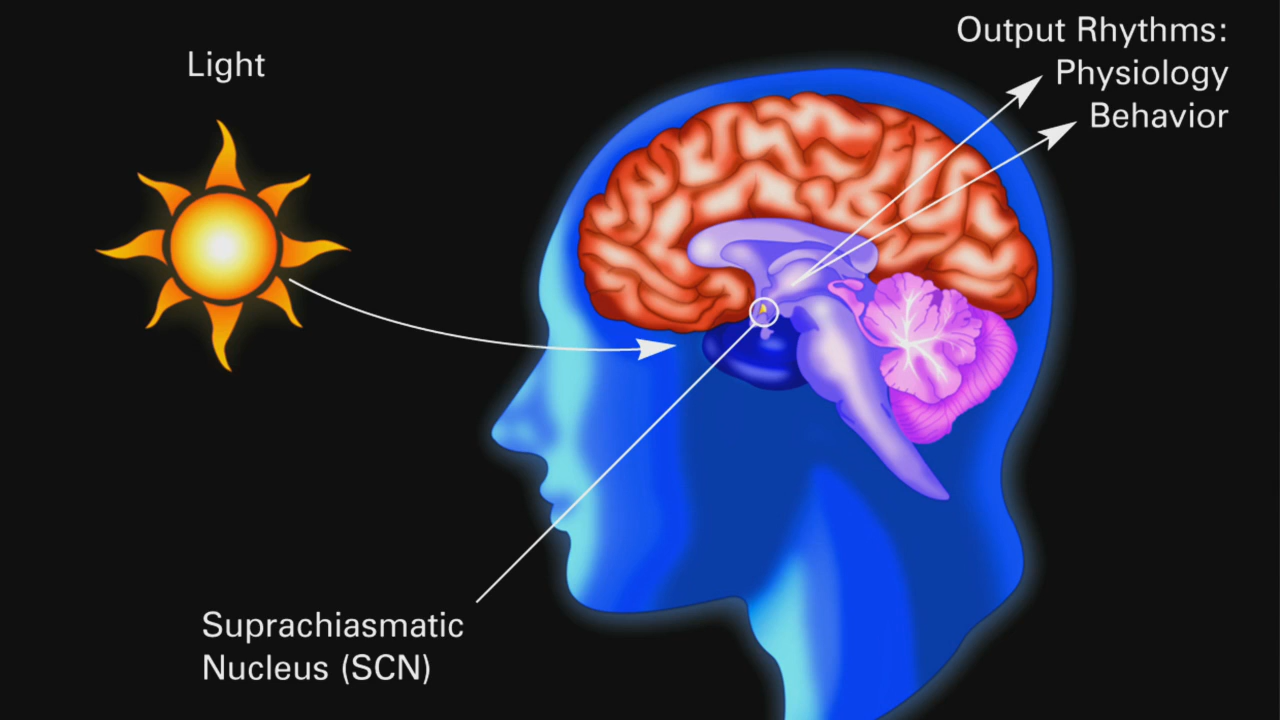 Light
Output Rhythms:
Physiology
Behavior
Suprachiasmatic
Nucleus (SCN)